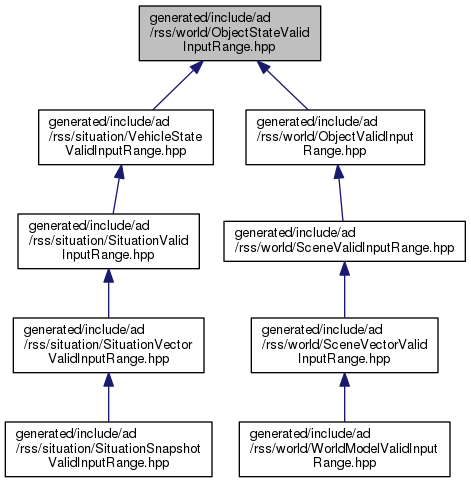 generated/include/ad
/rss/world/ObjectStateValid
InputRange.hpp
generated/include/ad
/rss/situation/VehicleState
ValidInputRange.hpp
generated/include/ad
/rss/world/ObjectValidInput
Range.hpp
generated/include/ad
/rss/situation/SituationValid
InputRange.hpp
generated/include/ad
/rss/world/SceneValidInputRange.hpp
generated/include/ad
/rss/situation/SituationVector
ValidInputRange.hpp
generated/include/ad
/rss/world/SceneVectorValid
InputRange.hpp
generated/include/ad
/rss/situation/SituationSnapshot
ValidInputRange.hpp
generated/include/ad
/rss/world/WorldModelValidInput
Range.hpp